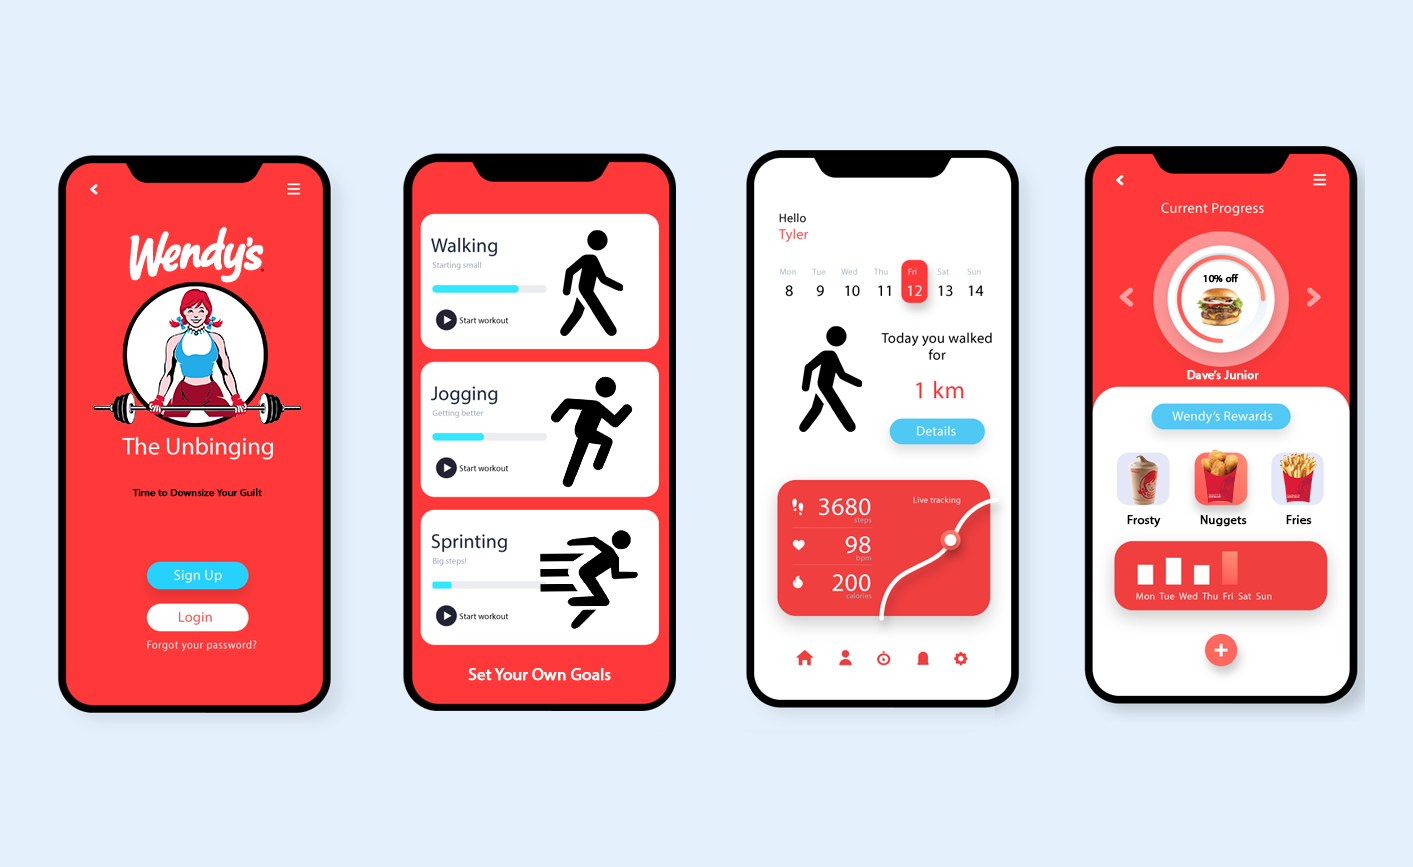 Wendy's
The Unbinging
Time to Downsize Your Guilt
Sign Up
Login
Forgot your password?
Walking
Starting small
Start workout
Jogging
Getting better
Start workout
Sprinting
Big steps!
Start workout
Set Your Own Goals
Hello
Tyler
Mon Tue Wed Thu Fri Sat Sun
8 9 10 11 12 13 14
Today you walked
for
1 km
Details
3680
steps
Live tracking
98
bpm
200
calories
Current Progress
10% off
Dave's Junior
Wendy's Rewards
Frosty Nuggets Fries
Mon Tue Wed Thu Fri Sat Sun